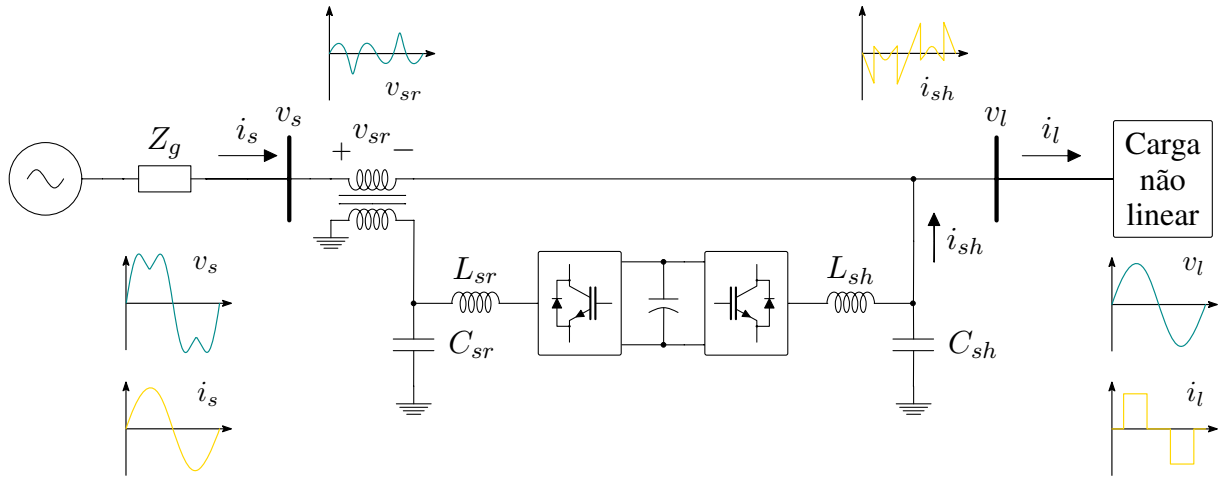 v_sr
i_sh
Z_g
i_s
v_s
v_sr
+ −
v_l
i_l
Carga
não
linear
i_sh
v_s
L_sr
L_sh
v_l
C_sr
C_sh
i_s
i_l